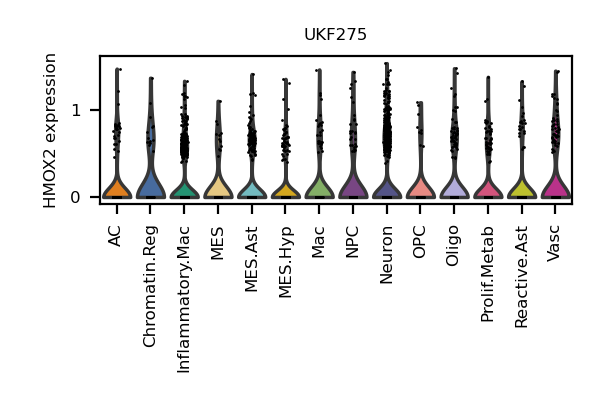 UKF275
HMOX2 expression
1
0
AC
Chromatin.Reg
Inflammatory.Mac
MES
MES.Ast
MES.Hyp
Mac
NPC
Neuron
OPC
Oligo
Prolif.Metab
Reactive.Ast
Vasc